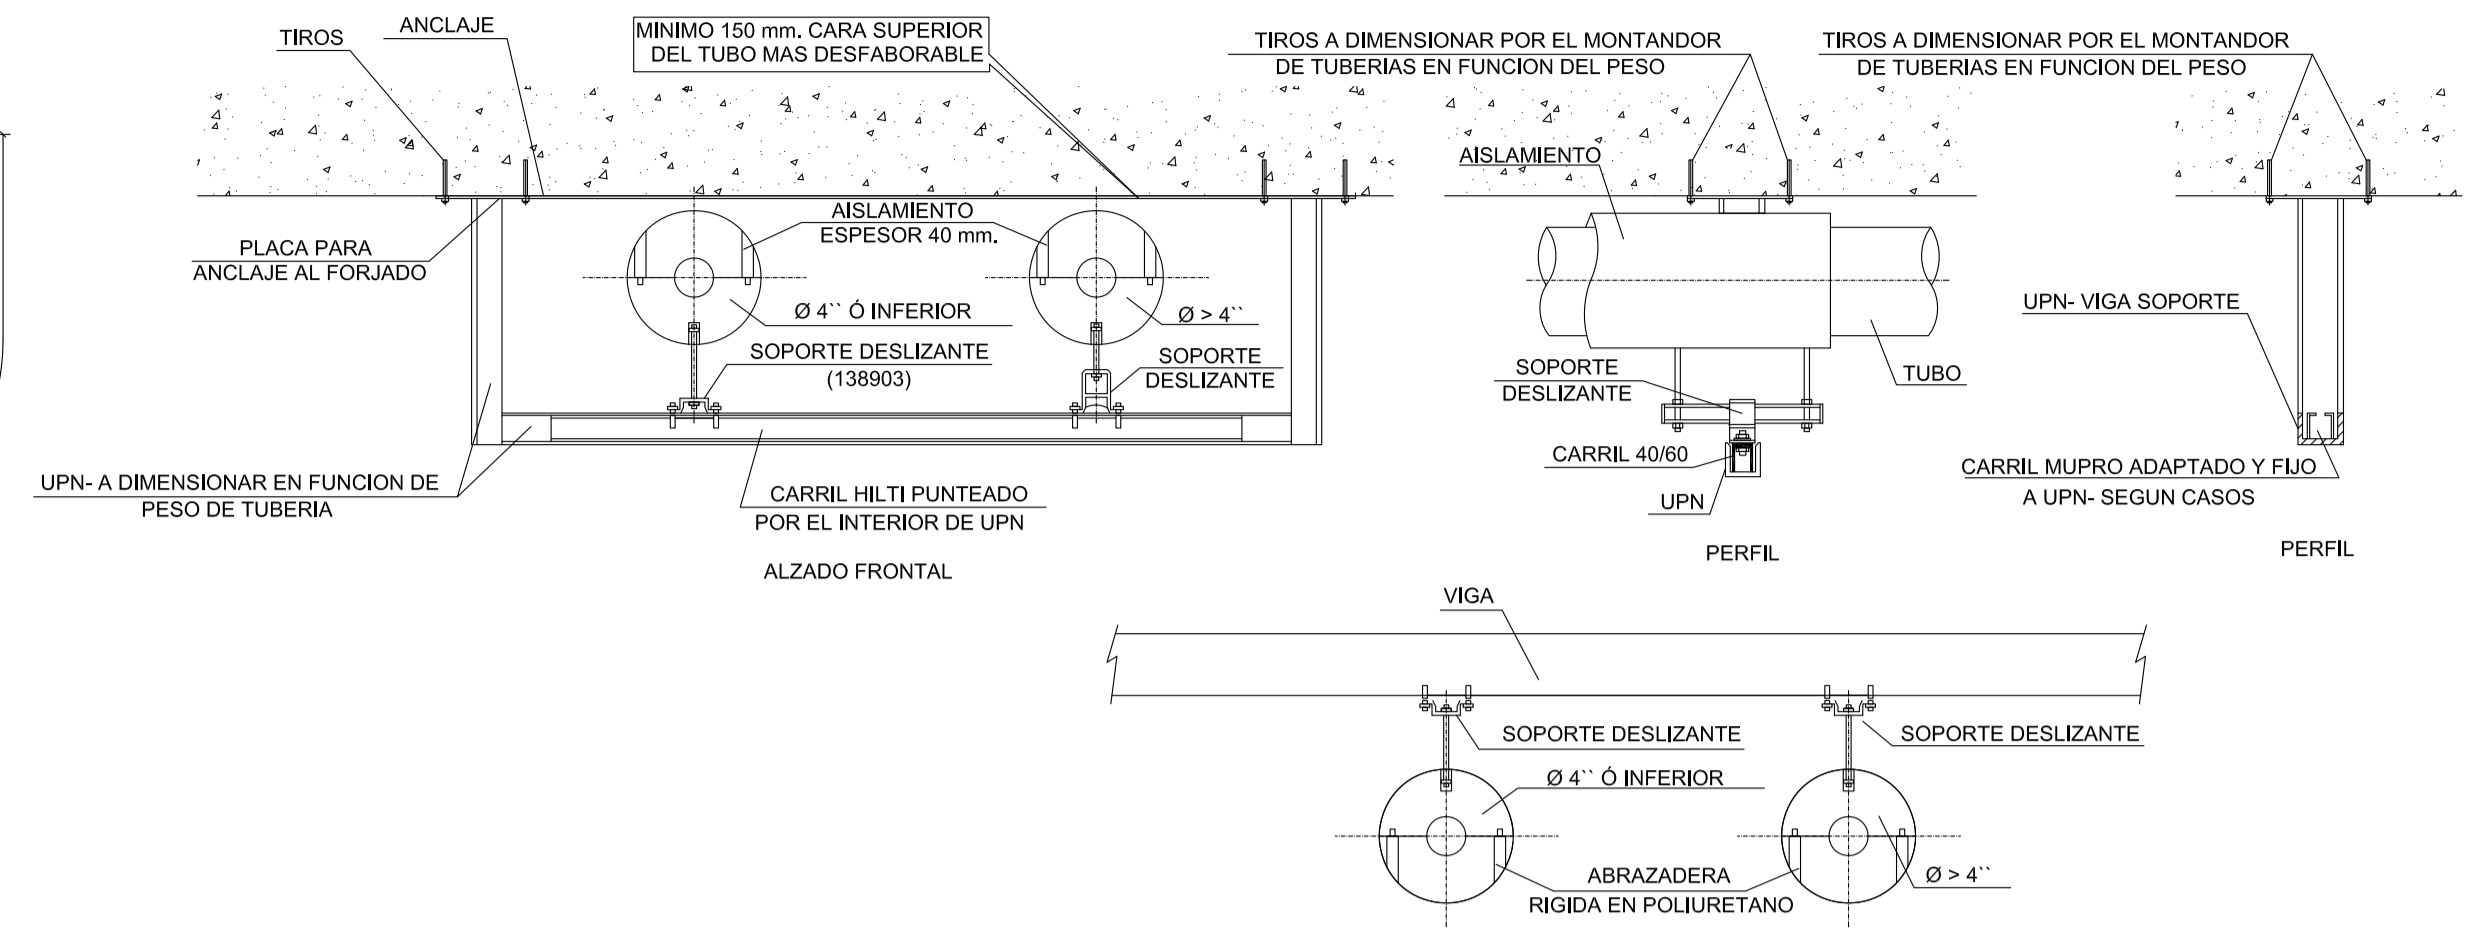 TIROS
ANCLAJE
MINIMO 150 mm. CARA SUPERIOR
DEL TUBO MAS DESFABORABLE
PLACA PARA
ANCLAJE AL FORJADO
AISLAMIENTO
ESPESOR 40 mm.
Ø 4`` Ó INFERIOR
Ø > 4``
SOPORTE DESLIZANTE
(138903)
SOPORTE
DESLIZANTE
UPN- A DIMENSIONAR EN FUNCION DE
PESO DE TUBERIA
CARRIL HILTI PUNTEADO
POR EL INTERIOR DE UPN
ALZADO FRONTAL
TIROS A DIMENSIONAR POR EL MONTANDOR
DE TUBERIAS EN FUNCION DEL PESO
AISLAMIENTO
SOPORTE
DESLIZANTE
TUBO
CARRIL 40/60
UPN
PERFIL
TIROS A DIMENSIONAR POR EL MONTANDOR
DE TUBERIAS EN FUNCION DEL PESO
UPN- VIGA SOPORTE
CARRIL MUPRO ADAPTADO Y FIJO
A UPN- SEGUN CASOS
PERFIL
VIGA
SOPORTE DESLIZANTE
SOPORTE DESLIZANTE
Ø 4`` Ó INFERIOR
ABRAZADERA
RIGIDA EN POLIURETANO
Ø > 4``